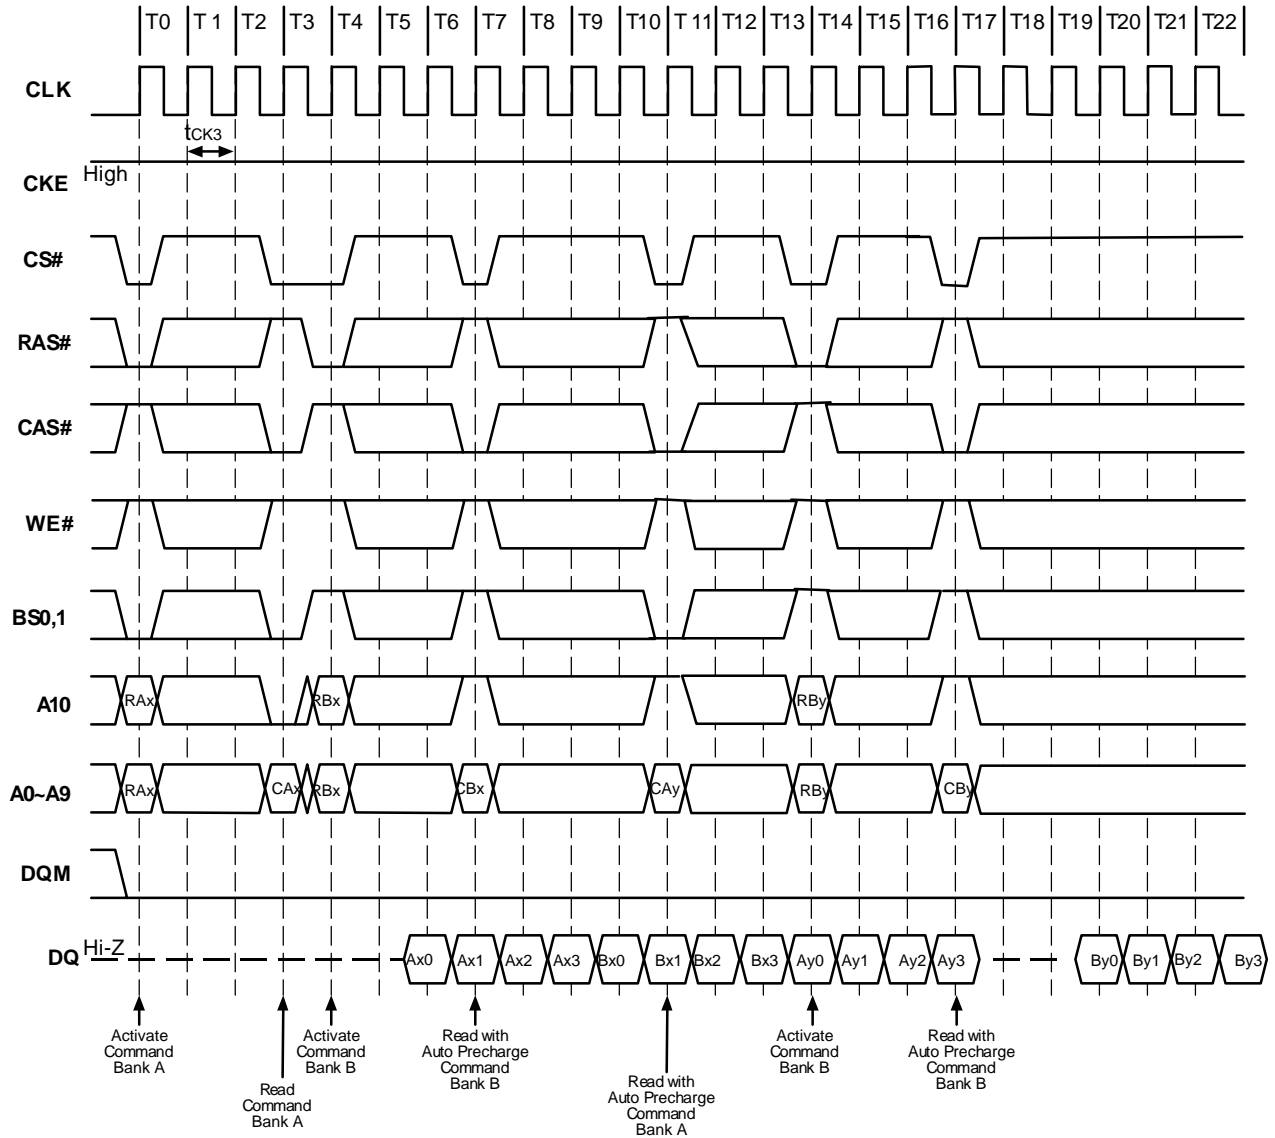 T0 T 1 T2 T3 T4 T5 T6 T7 T8 T9 T10 T 11 T12 T13 T14 T15 T16 T17 T18 T19 T20 T21 T22
CLK
tCK3
CKE High
CS#
RAS#
CAS#
WE#
BS0,1
A10 RAx RBx RBy
A0~A9 RAx CAx RBx CBx CAy RBy CBy
DQM
DQ Hi-Z Ax0 Ax1 Ax2 Ax3 Bx0 Bx1 Bx2 Bx3 Ay0 Ay1 Ay2 Ay3 By0 By1 By2 By3
Activate
Command
Bank A
Read
Command
Bank A
Activate
Command
Bank B
Read with
Auto Precharge
Command
Bank B
Read with
Auto Precharge
Command
Bank A
Activate
Command
Bank B
Read with
Auto Precharge
Command
Bank B